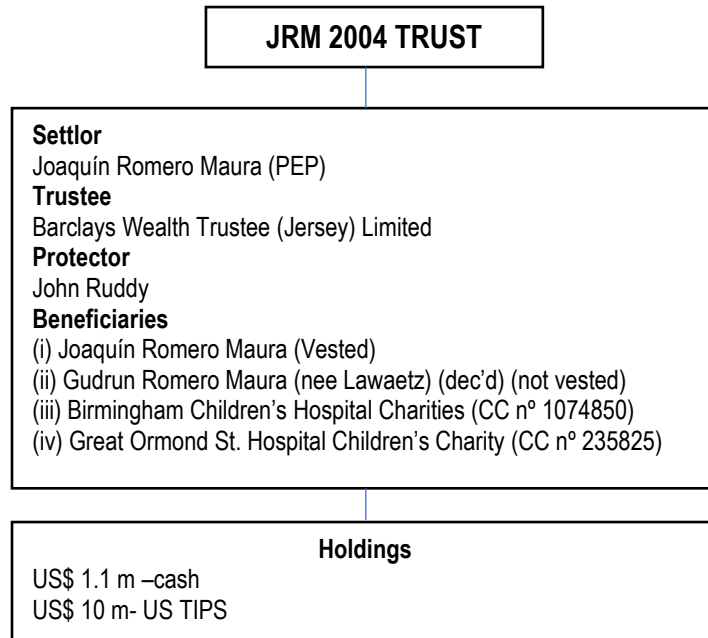 JRM 2004 TRUST
Settlor
Joaquín Romero Maura (PEP)
Trustee
Barclays Wealth Trustee (Jersey) Limited
Protector
John Ruddy
Beneficiaries
(i) Joaquín Romero Maura (Vested)
(ii) Gudrun Romero Maura (nee Lawaetz) (dec'd) (not vested)
(iii) Birmingham Children's Hospital Charities (CC nº 1074850)
(iv) Great Ormond St. Hospital Children's Charity (CC nº 235825)
Holdings
US$ 1.1 m –cash
US$ 10 m- US TIPS